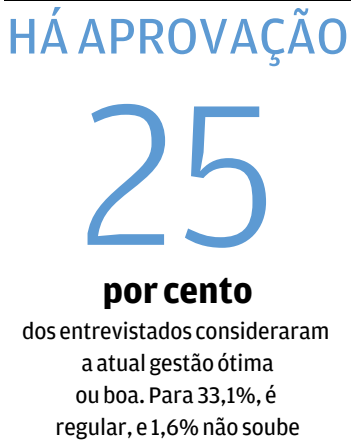 HÁ APROVAÇÃO
25
por cento
dos entrevistados consideraram
a atual gestão ótima
ou boa. Para 33,1%, é
regular, e 1,6% não soube